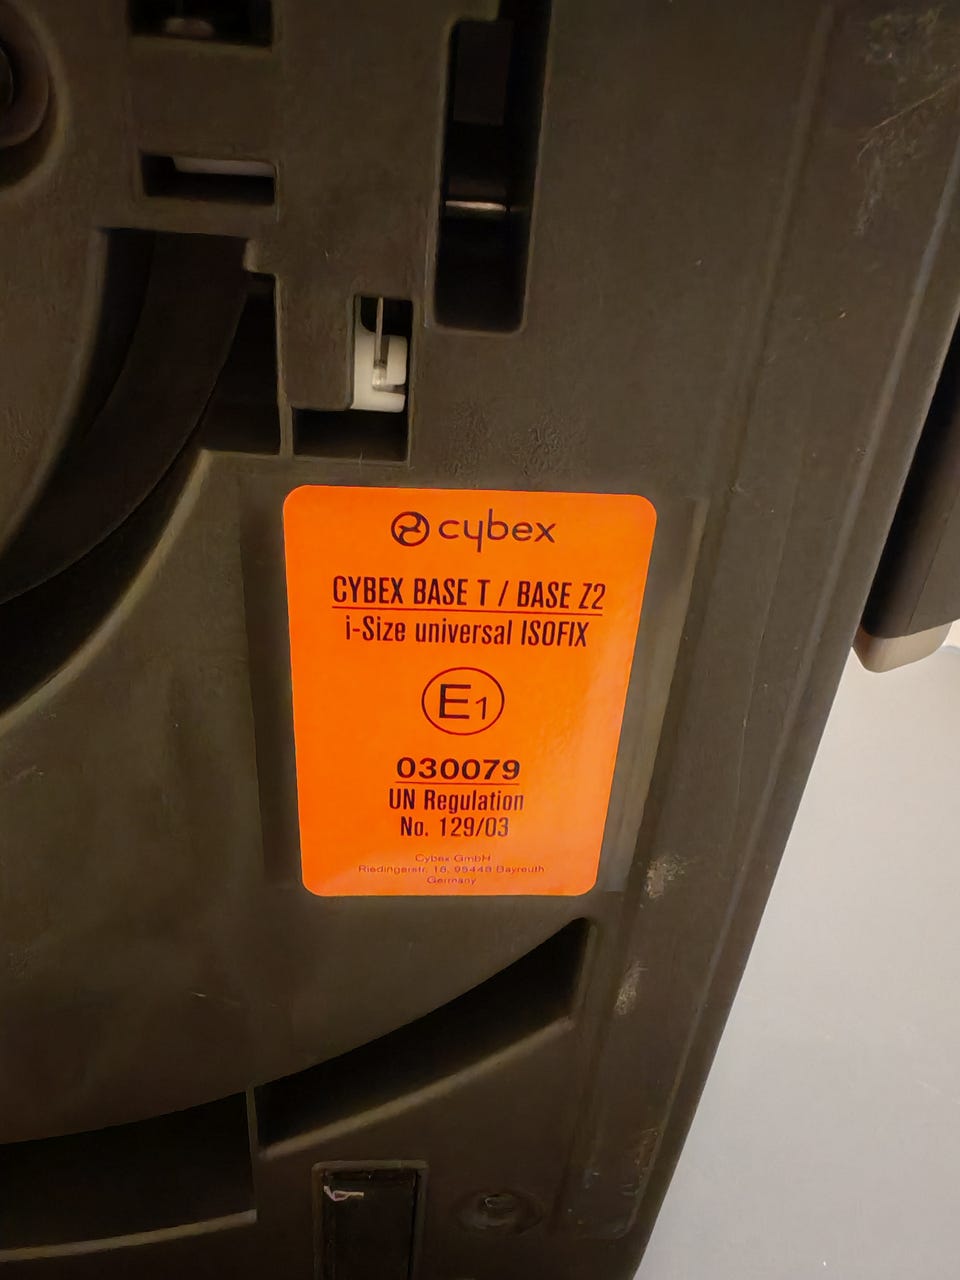 cybex
CYBEX BASE T / BASE Z2
i-Size universal ISOFIX
E1
030079
UN Regulation
No. 129/03
Cybex GmbH
Riedingerstr. 18, 95448 Bayreuth
Germany